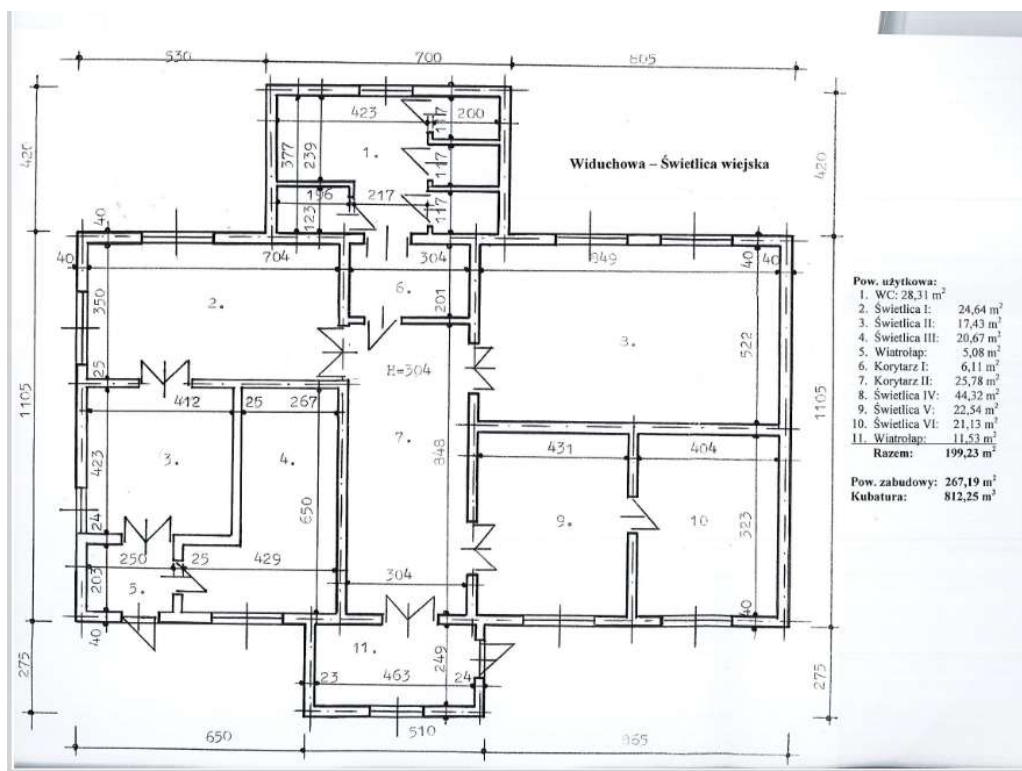 530 700 805
423 200
117
420
377
239
1.
117
Widuchowa – Świetlica wiejska
420
196 217
123
117
40
40 704 304 849 40 40
350
2.
6.
201
8.
522
25
H=304
1105
412 25 267
7.
848
431 404
1105
3.
4.
423
650
9.
10
323
24
250 25 429
304
203
5.
40
40
11.
249
275
23 463 24
275
650 510 865
Pow. użytkowa:
1. WC: 28,31 m²
2. Świetlica I: 24,64 m²
3. Świetlica II: 17,43 m²
4. Świetlica III: 20,67 m²
5. Wiatrołap: 5,08 m²
6. Korytarz I: 6,11 m²
7. Korytarz II: 25,78 m²
8. Świetlica IV: 44,32 m²
9. Świetlica V: 22,54 m²
10. Świetlica VI: 21,13 m²
11. Wiatrołap: 11,53 m²
Razem: 199,23 m²
Pow. zabudowy: 267,19 m²
Kubatura: 812,25 m³